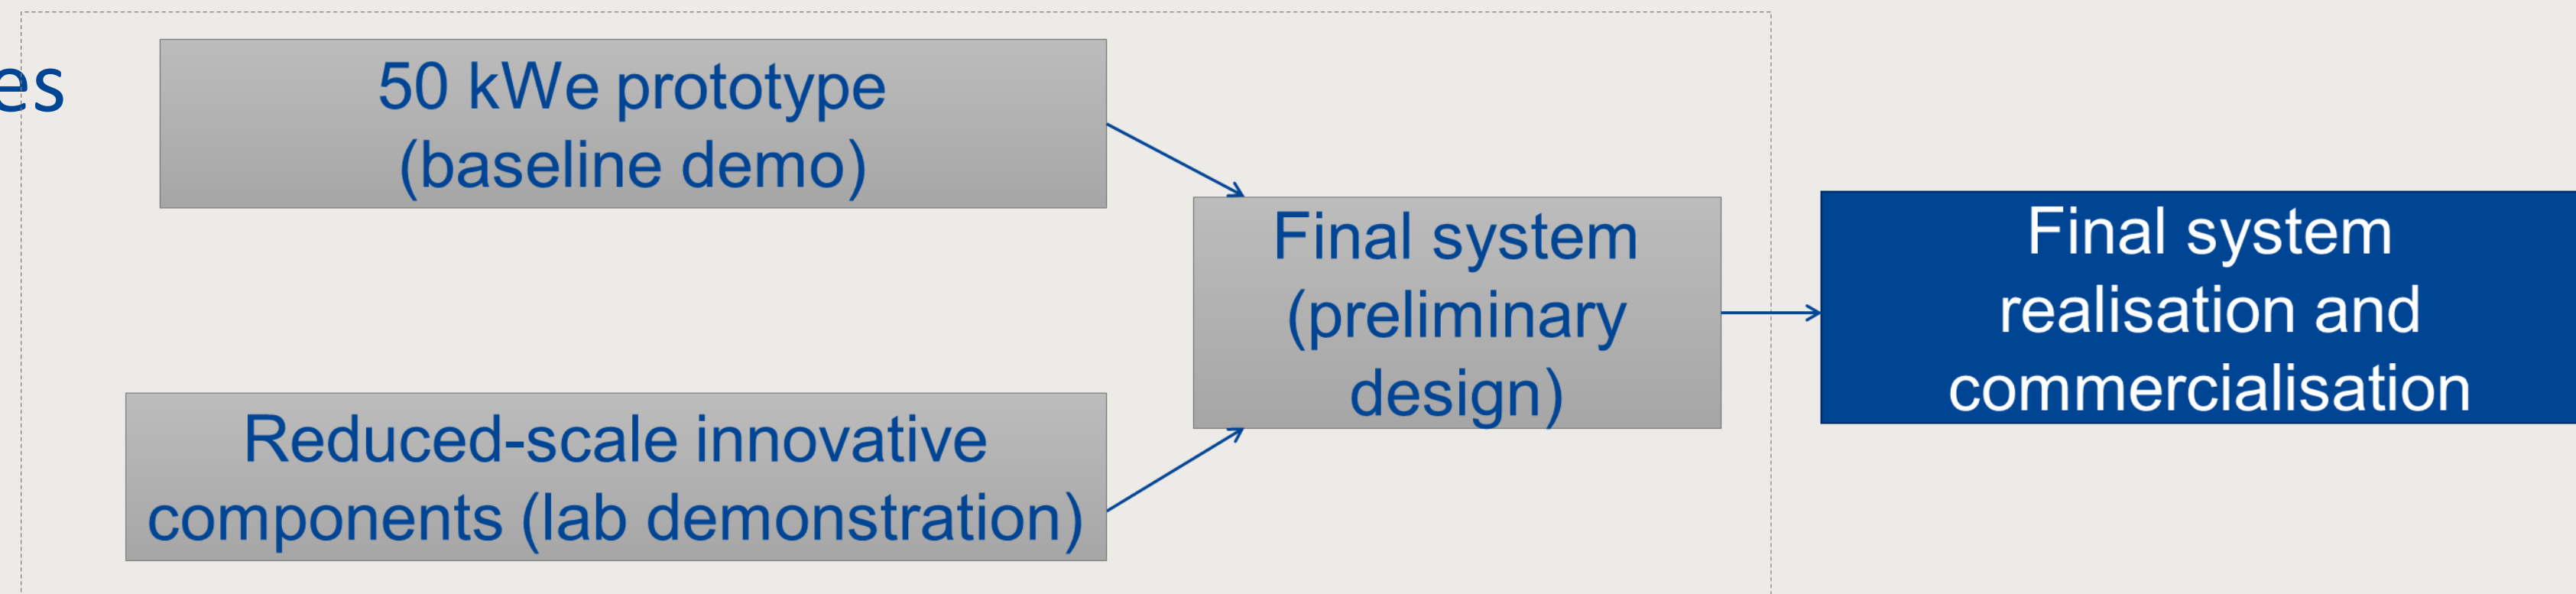 es
50 kWe prototype
(baseline demo)
Final system
(preliminary
design)
Final system
realisation and
commercialisation
Reduced-scale innovative
components (lab demonstration)